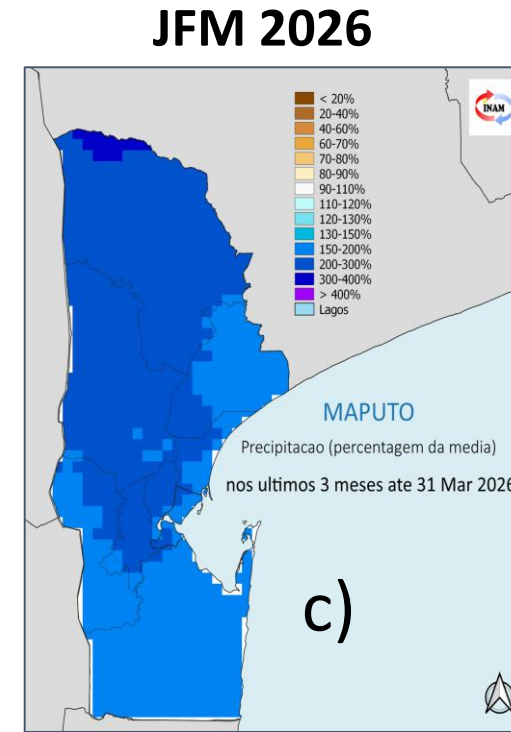 JFM 2026
INAM
< 20%
20-40%
40-60%
60-70%
70-80%
80-90%
90-110%
110-120%
120-130%
130-150%
150-200%
200-300%
300-400%
> 400%
Lagos
MAPUTO
Precipitacao (percentagem da media)
nos ultimos 3 meses ate 31 Mar 2026
c)